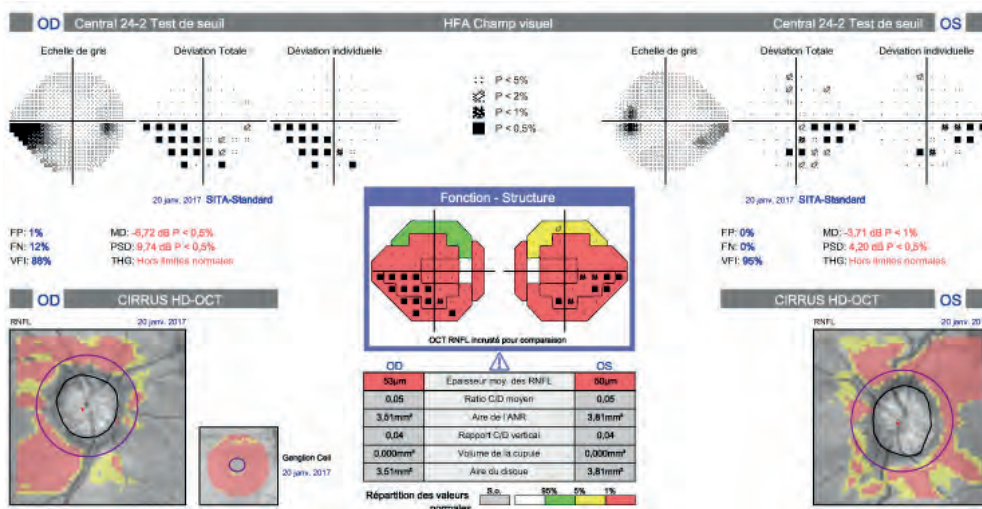 OD Central 24-2 Test de seuil HFA Champ visuel Central 24-2 Test de seuil OS
Echelle de gris Déviation Totale Déviation individuelle Echelle de gris Déviation Totale Déviation individuelle
P < 5%
P < 2%
P < 1%
P < 0,5%
20 janv. 2017 SITA-Standard
20 janv. 2017 SITA-Standard
FP: 1% MD: -6,72 dB P < 0,5%
FN: 12% PSD: 9,74 dB P < 0,5%
VFI: 88% THG: Hors limites normales
Fonction - Structure
OCT RNFL incrusté pour comparaison
FP: 0% MD: -3,71 dB P < 1%
FN: 0% PSD: 4,20 dB P < 0,5%
VFI: 95% THG: Hors limites normales
OD CIRRUS HD-OCT
RNFL 20 janv. 2017
Ganglion Cell
20 janv. 2017
OD OS
53µm Epaisseur moy. des RNFL 50µm
0,05 Ratio C/D moyen 0,05
3,51mm² Aire de l'ANR 3,81mm²
0,04 Rapport C/D vertical 0,04
0,000mm³ Volume de la cupule 0,000mm³
3,51mm² Aire du disque 3,81mm²
Répartition des valeurs normales S.o. 95% 5% 1%
CIRRUS HD-OCT OS
RNFL 20 janv. 201